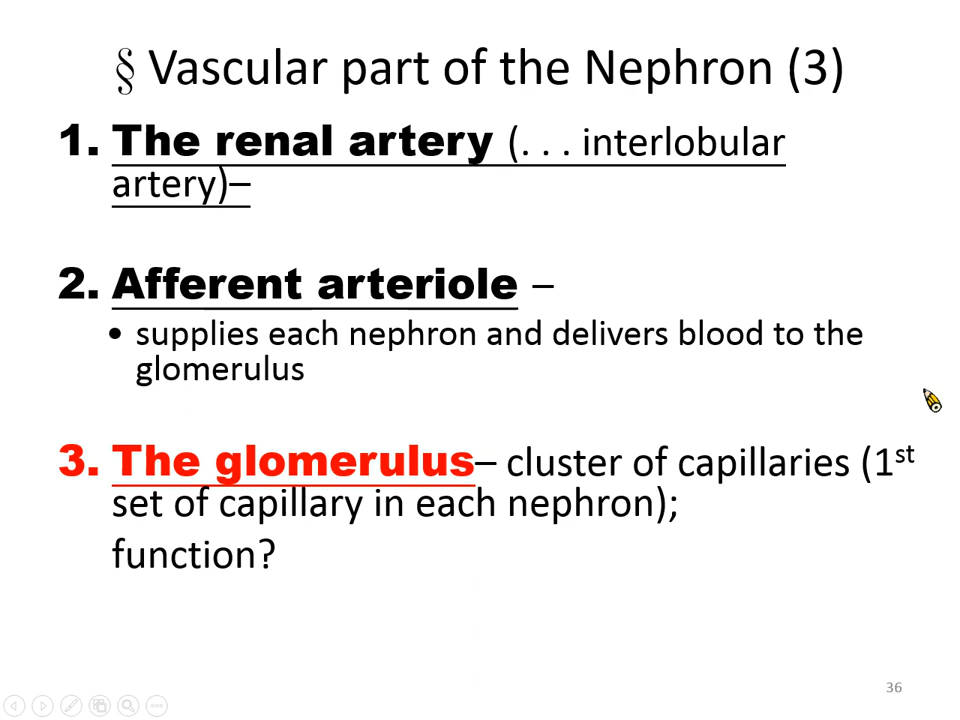 § Vascular part of the Nephron (3)
1. The renal artery (. . . interlobular
artery)–
2. Afferent arteriole –
• supplies each nephron and delivers blood to the
glomerulus
3. The glomerulus– cluster of capillaries (1st
set of capillary in each nephron);
function?
36